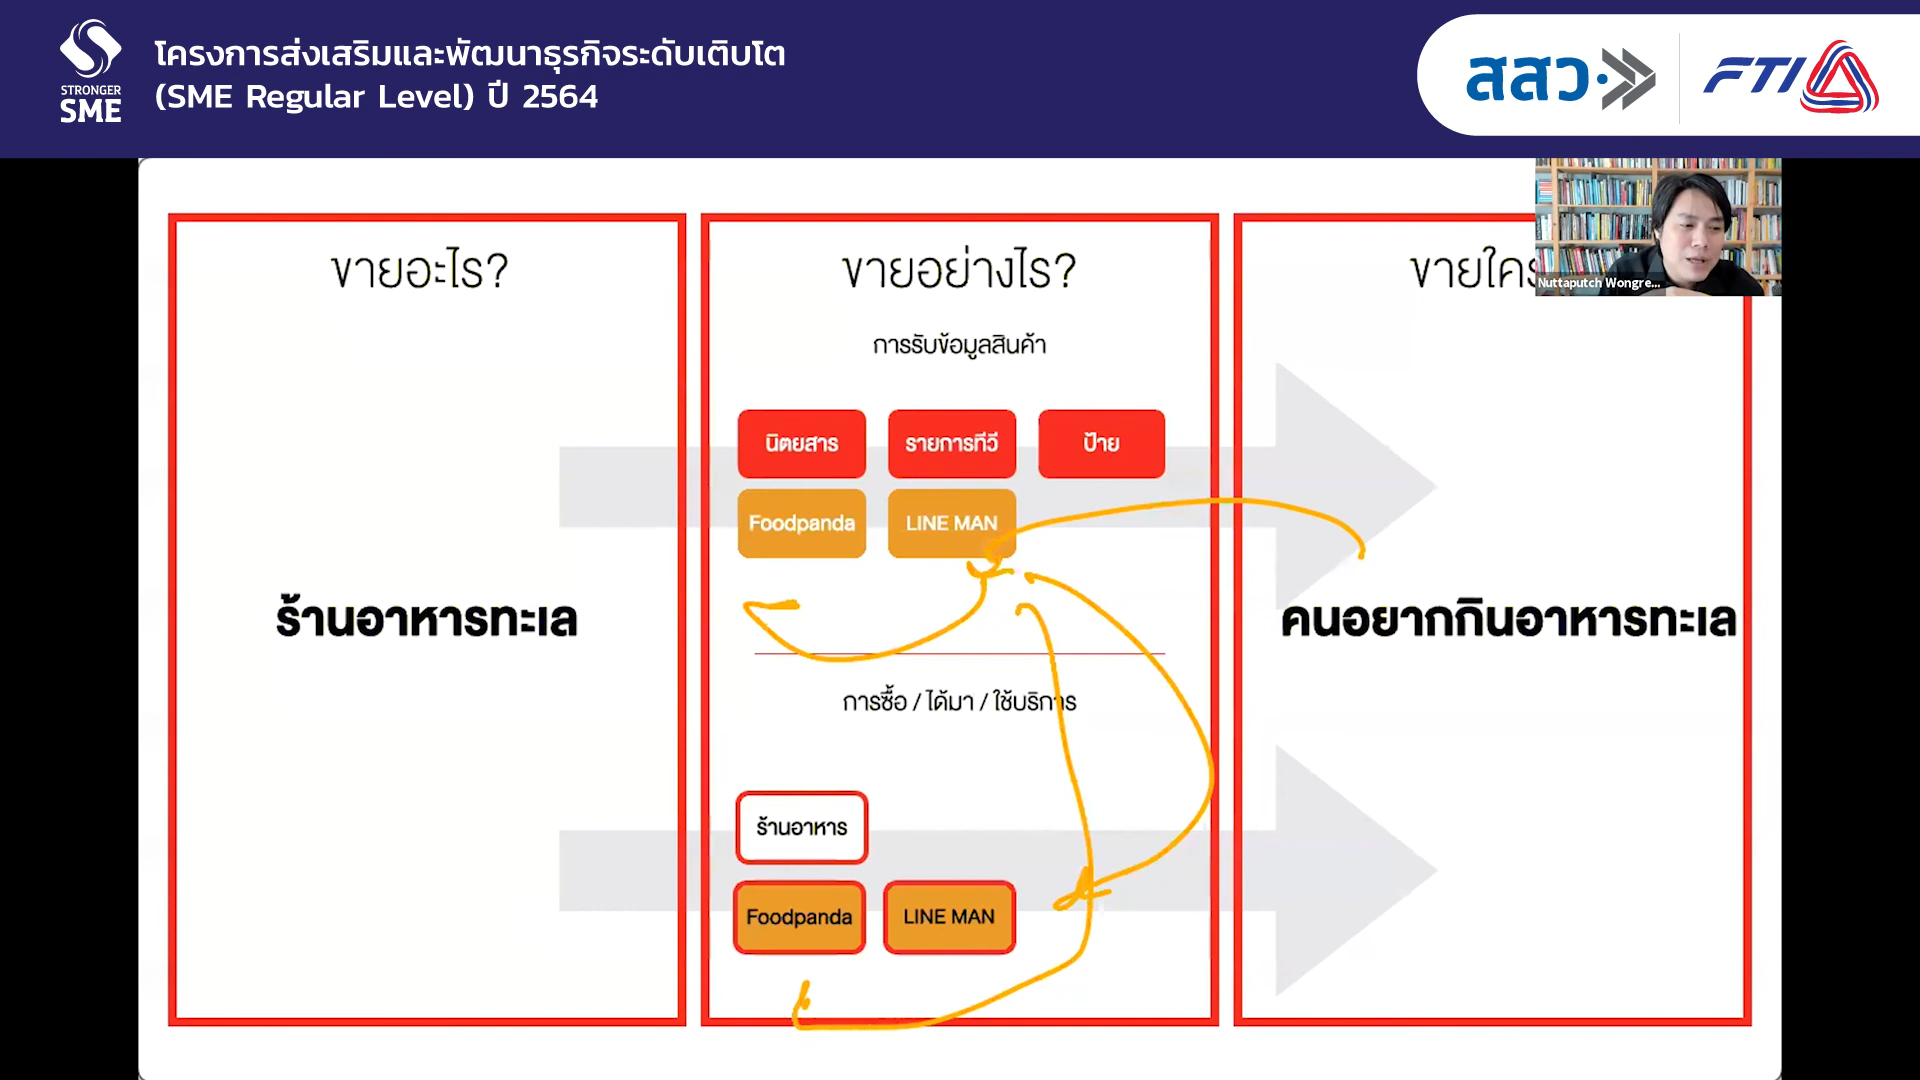 STRONGER
SME
โครงการส่งเสริมและพัฒนาธุรกิจระดับเติบโต
(SME Regular Level) ปี 2564
สสว
FTI
Nuttaputch Wongre...
ขายอะไร?
ร้านอาหารทะเล
ขายอย่างไร?
การรับข้อมูลสินค้า
นิตยสาร
รายการทีวี
ป้าย
Foodpanda
LINE MAN
การซื้อ / ได้มา / ใช้บริการ
ร้านอาหาร
Foodpanda
LINE MAN
ขายใคร
คนอยากกินอาหารทะเล